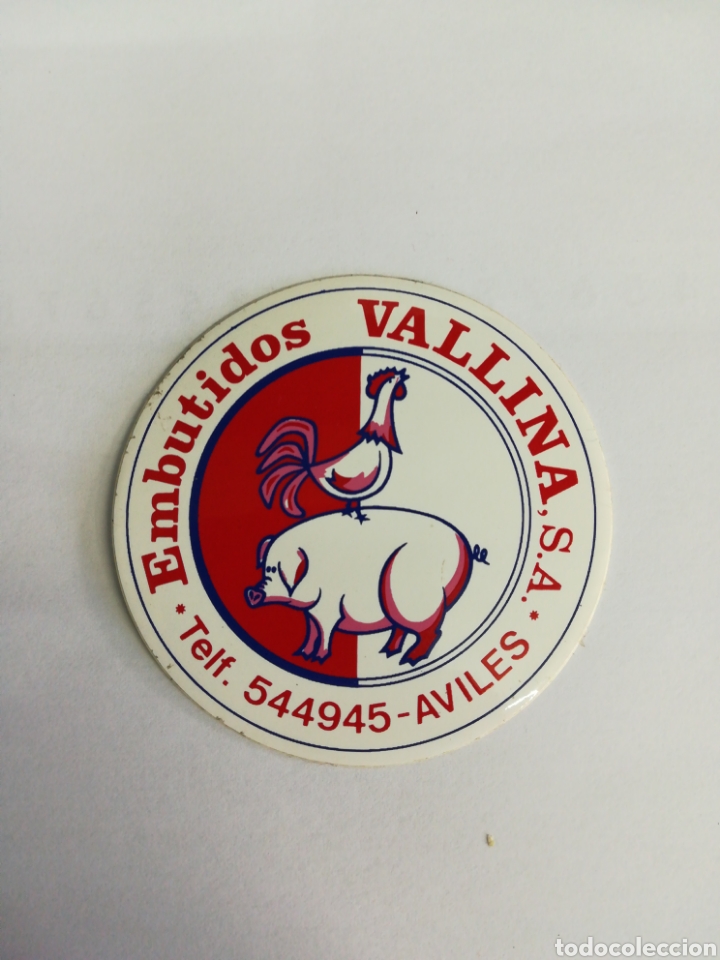 Embutidos VALLINA, S.A.
Telf. 544945-AVILES
todocoleccion